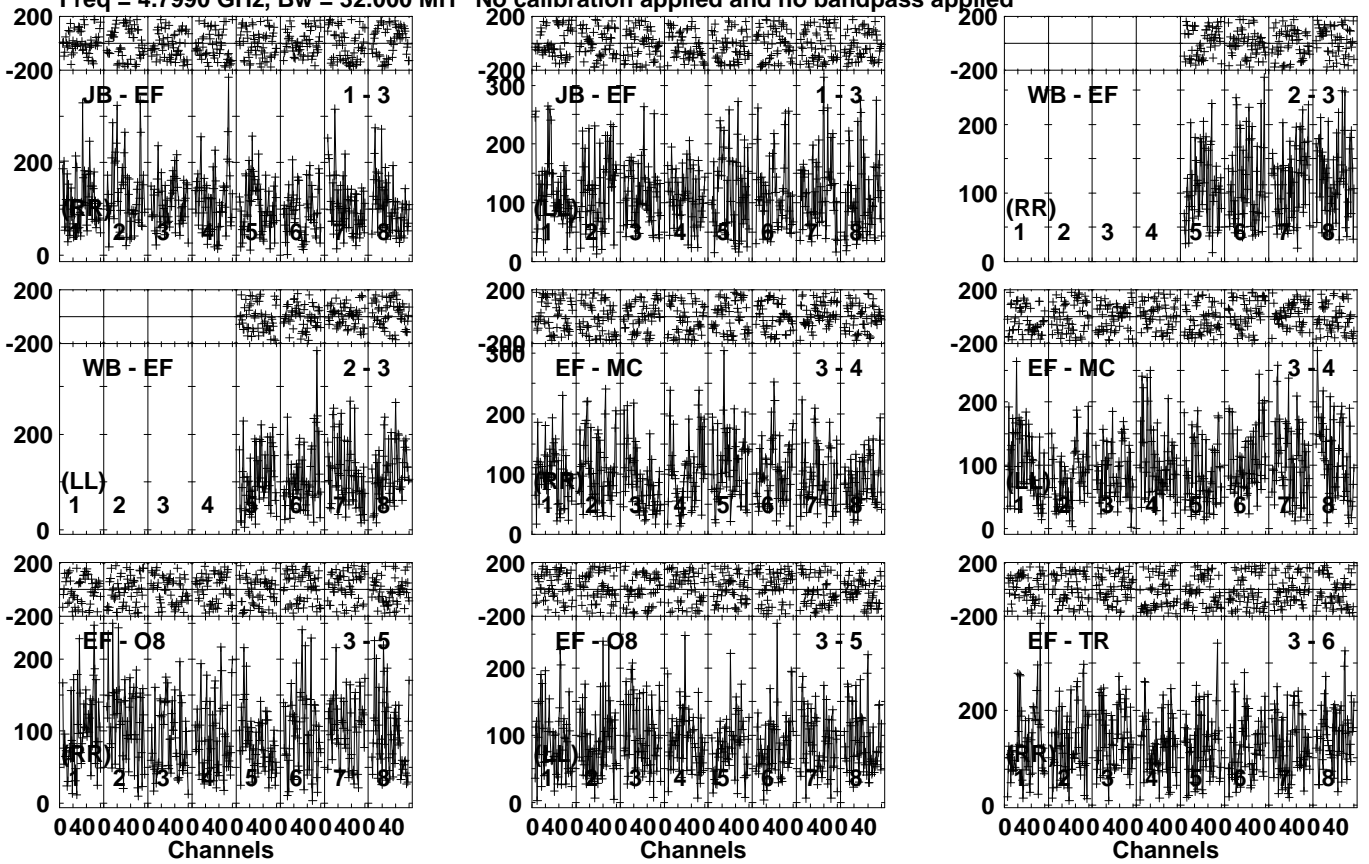 Freq = 4.7990 GHz, Bw = 32.000 MH No calibration applied and no bandpass applied
200 200 200
-200 -200 -200
300
JB - EF 1 - 3 JB - EF 1 - 3 WB - EF 2 - 3
200 200 200
100 100
(RR) (LL) (RR)
1 2 3 4 5 6 7 8 1 2 3 4 5 6 7 8 1 2 3 4 5 6 7 8
0 0 0
200 200 200
-200 -200 -200
300
WB - EF 2 - 3 EF - MC 3 - 4 EF - MC 3 - 4
200 200 200
100 100
(LL) (RR) (LL)
1 2 3 4 5 6 7 8 1 2 3 4 5 6 7 8 1 2 3 4 5 6 7 8
0 0 0
200 200 200
-200 -200 -200
EF - O8 3 - 5 EF - O8 3 - 5 EF - TR 3 - 6
200 200 200
100 100
(RR) (LL) (RR)
1 2 3 4 5 6 7 8 1 2 3 4 5 6 7 8 1 2 3 4 5 6 7 8
0 0 0
0 40 0 40 0 40 0 40 0 40 0 40 0 40 0 40 0 40 0 40 0 40 0 40 0 40 0 40 0 40 0 40 0 40 0 40 0 40 0 40 0 40 0 40 0 40 0 40
Channels Channels Channels